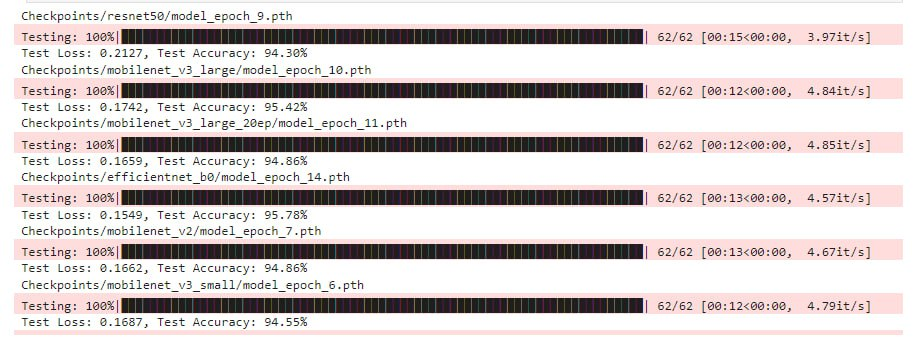 Checkpoints/resnet50/model_epoch_9.pth
Testing: 100%|██████████| 62/62 [00:15<00:00, 3.97it/s]
Test Loss: 0.2127, Test Accuracy: 94.30%
Checkpoints/mobilenet_v3_large/model_epoch_10.pth
Testing: 100%|██████████| 62/62 [00:12<00:00, 4.84it/s]
Test Loss: 0.1742, Test Accuracy: 95.42%
Checkpoints/mobilenet_v3_large_20ep/model_epoch_11.pth
Testing: 100%|██████████| 62/62 [00:12<00:00, 4.85it/s]
Test Loss: 0.1659, Test Accuracy: 94.86%
Checkpoints/efficientnet_b0/model_epoch_14.pth
Testing: 100%|██████████| 62/62 [00:13<00:00, 4.57it/s]
Test Loss: 0.1549, Test Accuracy: 95.78%
Checkpoints/mobilenet_v2/model_epoch_7.pth
Testing: 100%|██████████| 62/62 [00:13<00:00, 4.67it/s]
Test Loss: 0.1662, Test Accuracy: 94.86%
Checkpoints/mobilenet_v3_small/model_epoch_6.pth
Testing: 100%|██████████| 62/62 [00:12<00:00, 4.79it/s]
Test Loss: 0.1687, Test Accuracy: 94.55%